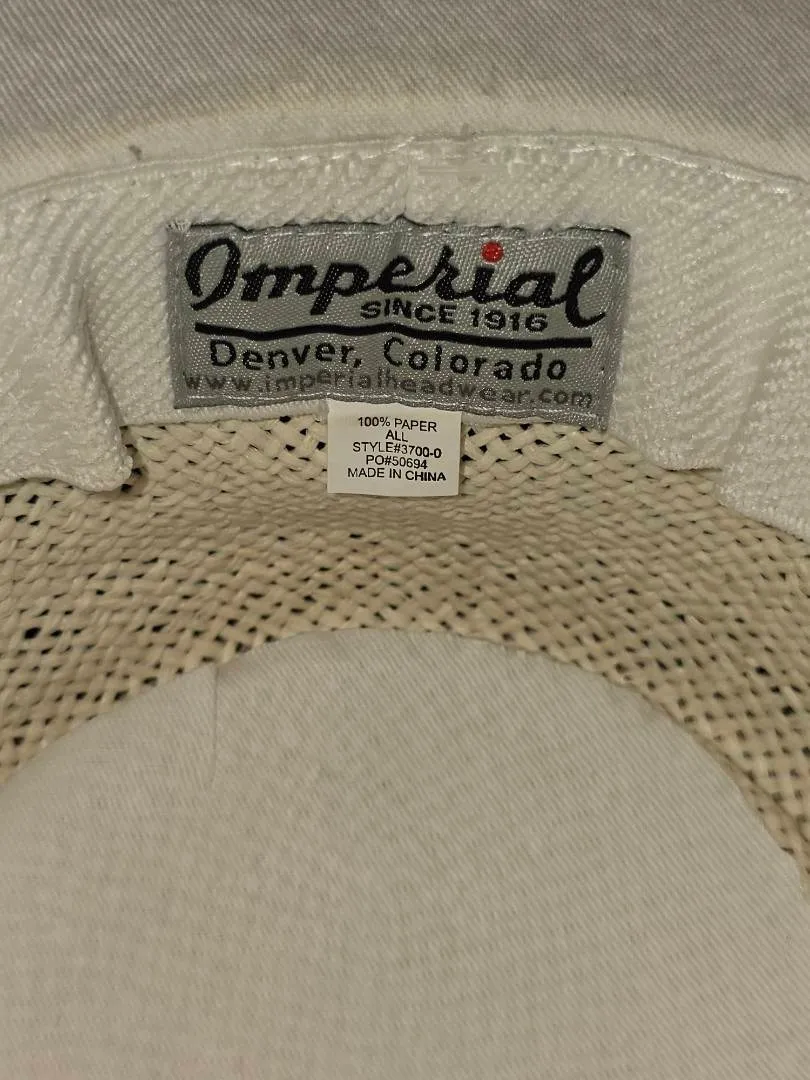 Imperial
SINCE 1916
Denver, Colorado
www.imperialheadwear.com
100% PAPER
ALL
STYLE#3700-0
PO#50694
MADE IN CHINA